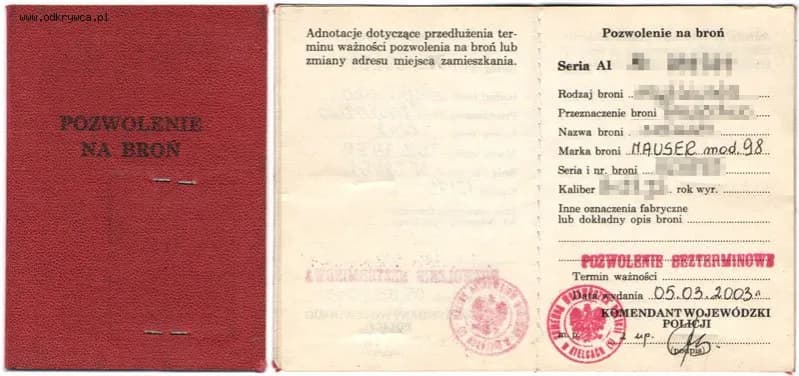 www.odkrywca.pl
POZWOLENIE
NA BROŃ
Adnotacje dotyczące przedłużenia ter-
minu ważności pozwolenia na broń lub
zmiany adresu miejsca zamieszkania.
Pozwolenie na broń
Seria AI
Rodzaj broni
Przeznaczenie broni
Nazwa broni
Marka broni MAUSER mod. 98
Seria i nr. broni
Kaliber rok wyr.
Inne oznaczenia fabryczne
lub dokładny opis broni
POZWOLENIE BEZTERMINOWE
Termin ważności
Data wydania 05.03.2003
KOMENDANT WOJEWÓDZKI
POLICJI
m.p. z up.
(podpis)
W KIELCACH